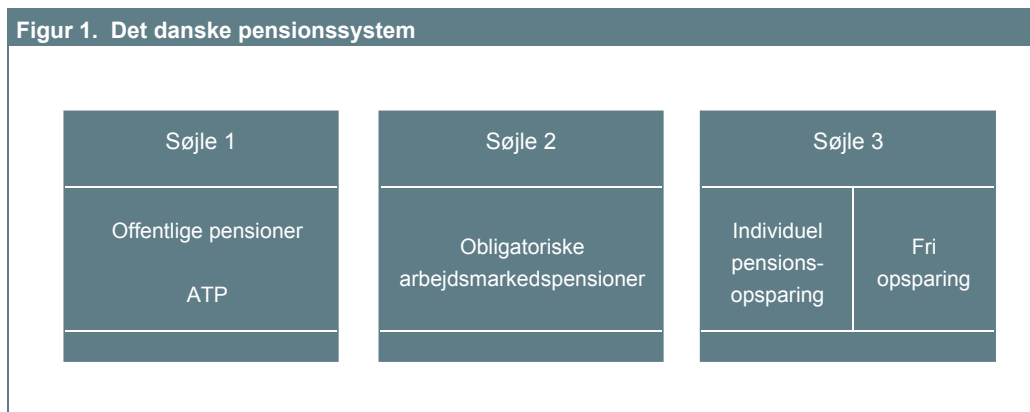 Figur 1. Det danske pensionssystem
Søjle 1
Offentlige pensioner
ATP
Søjle 2
Obligatoriske
arbejdsmarkedspensioner
Søjle 3
Individuel
pensions-
opsparing
Fri
opsparing